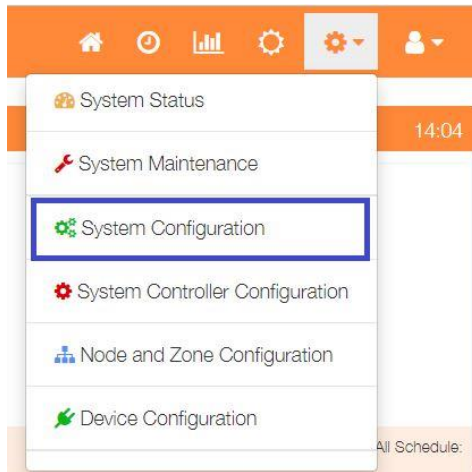 System Status
14:04
System Maintenance
System Configuration
System Controller Configuration
Node and Zone Configuration
Device Configuration
All Schedule: